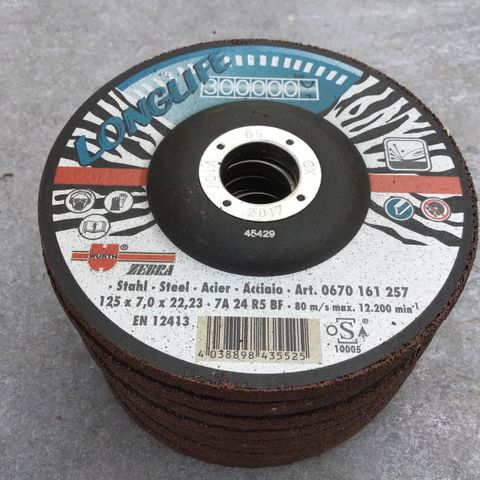 LONGLIFE
300000
2017
45429
WÜRTH
ZEBRA
· Stahl - Steel - Acier - Acciaio - Art. 0670 161 257
125 x 7,0 x 22,23 - 7A 24 R5 BF - 80 m/s max. 12.200 min⁻¹
EN 12413
4 038898 435525
oSa
10005